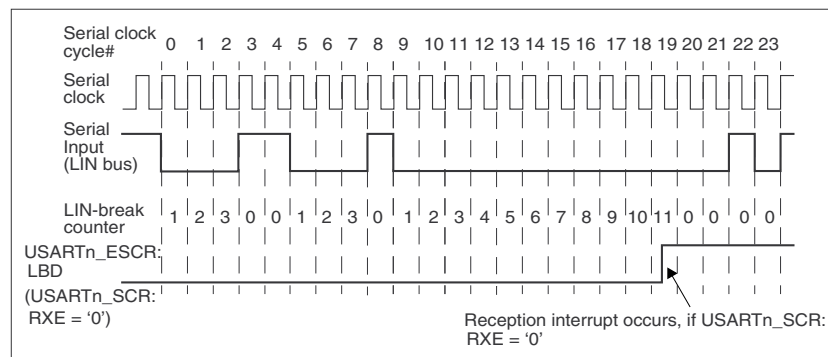 Serial clock
cycle#
0 1 2 3 4 5 6 7 8 9 10 11 12 13 14 15 16 17 18 19 20 21 22 23
Serial
clock
Serial
Input
(LIN bus)
LIN-break
counter
1 2 3 0 0 1 2 3 0 1 2 3 4 5 6 7 8 9 10 11 0 0 0 0
USARTn_ESCR:
LBD
(USARTn_SCR:
RXE = ‘0’)
Reception interrupt occurs, if USARTn_SCR:
RXE = ‘0’